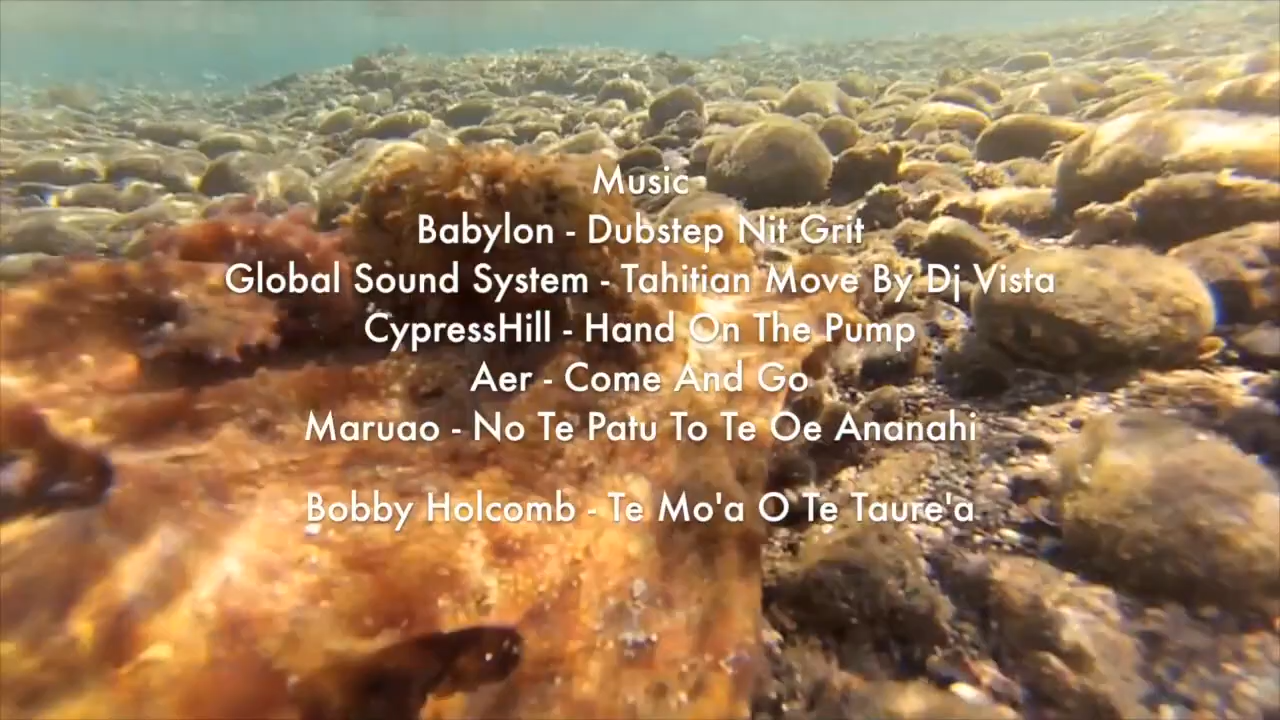 Music
Babylon - Dubstep Nit Grit
Global Sound System - Tahitian Move By Dj Vista
CypressHill - Hand On The Pump
Aer - Come And Go
Maruao - No Te Patu To Te Oe Ananahi
Bobby Holcomb - Te Mo'a O Te Taure'a